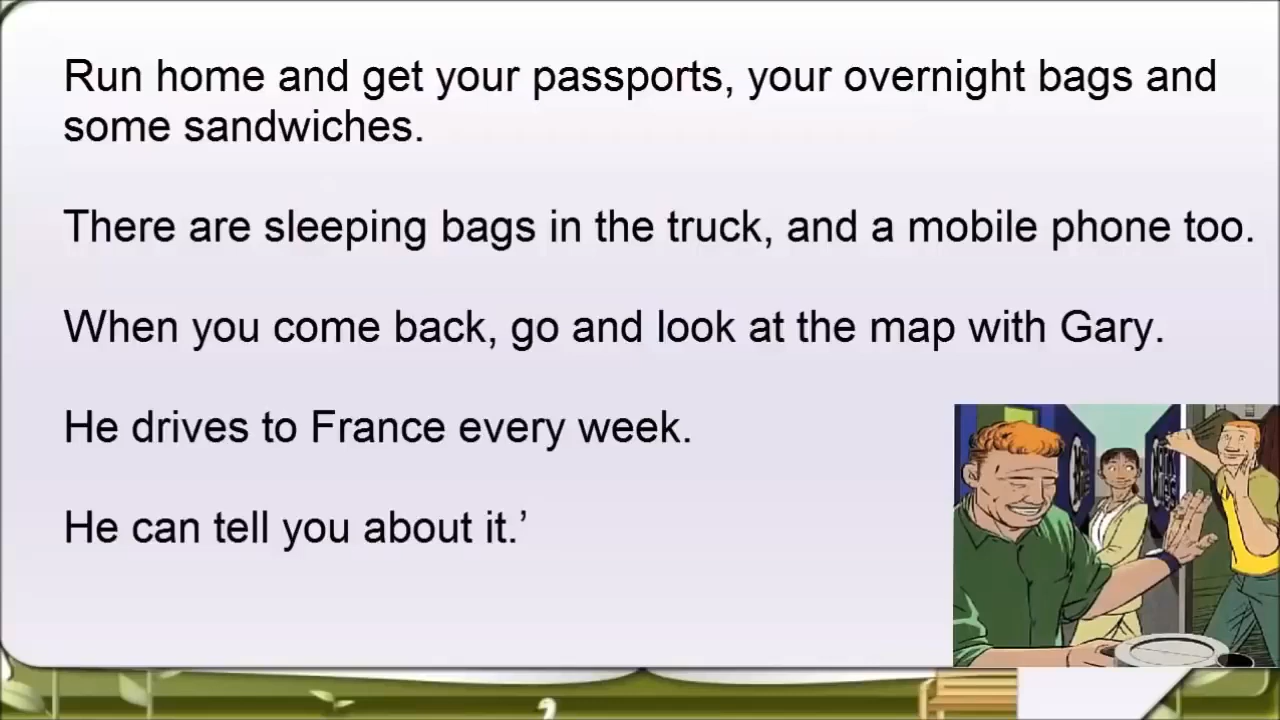 Run home and get your passports, your overnight bags and
some sandwiches.
There are sleeping bags in the truck, and a mobile phone too.
When you come back, go and look at the map with Gary.
He drives to France every week.
He can tell you about it.’